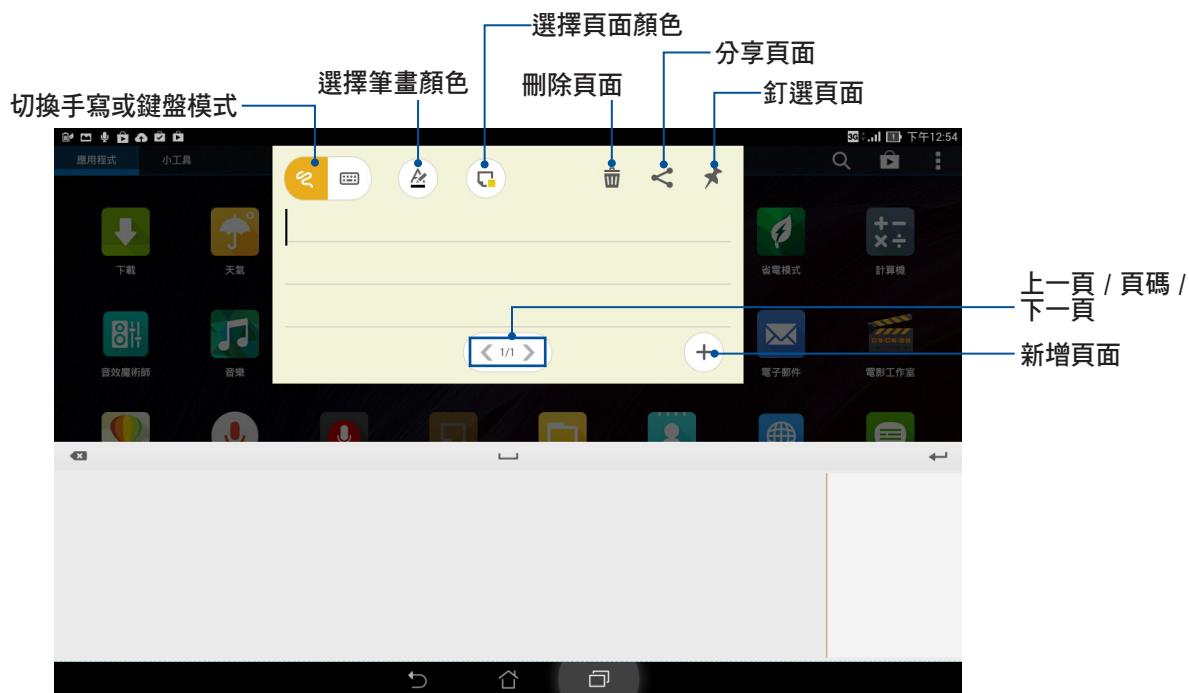 選擇頁面顏色
分享頁面
選擇筆畫顏色
刪除頁面
釘選頁面
切換手寫或鍵盤模式
3G
下午12:54
應用程式
小工具
下載
天氣
省電模式
計算機
上一頁 / 頁碼 /
下一頁
1/1
新增頁面
音效魔術師
音樂
電子郵件
電影工作室